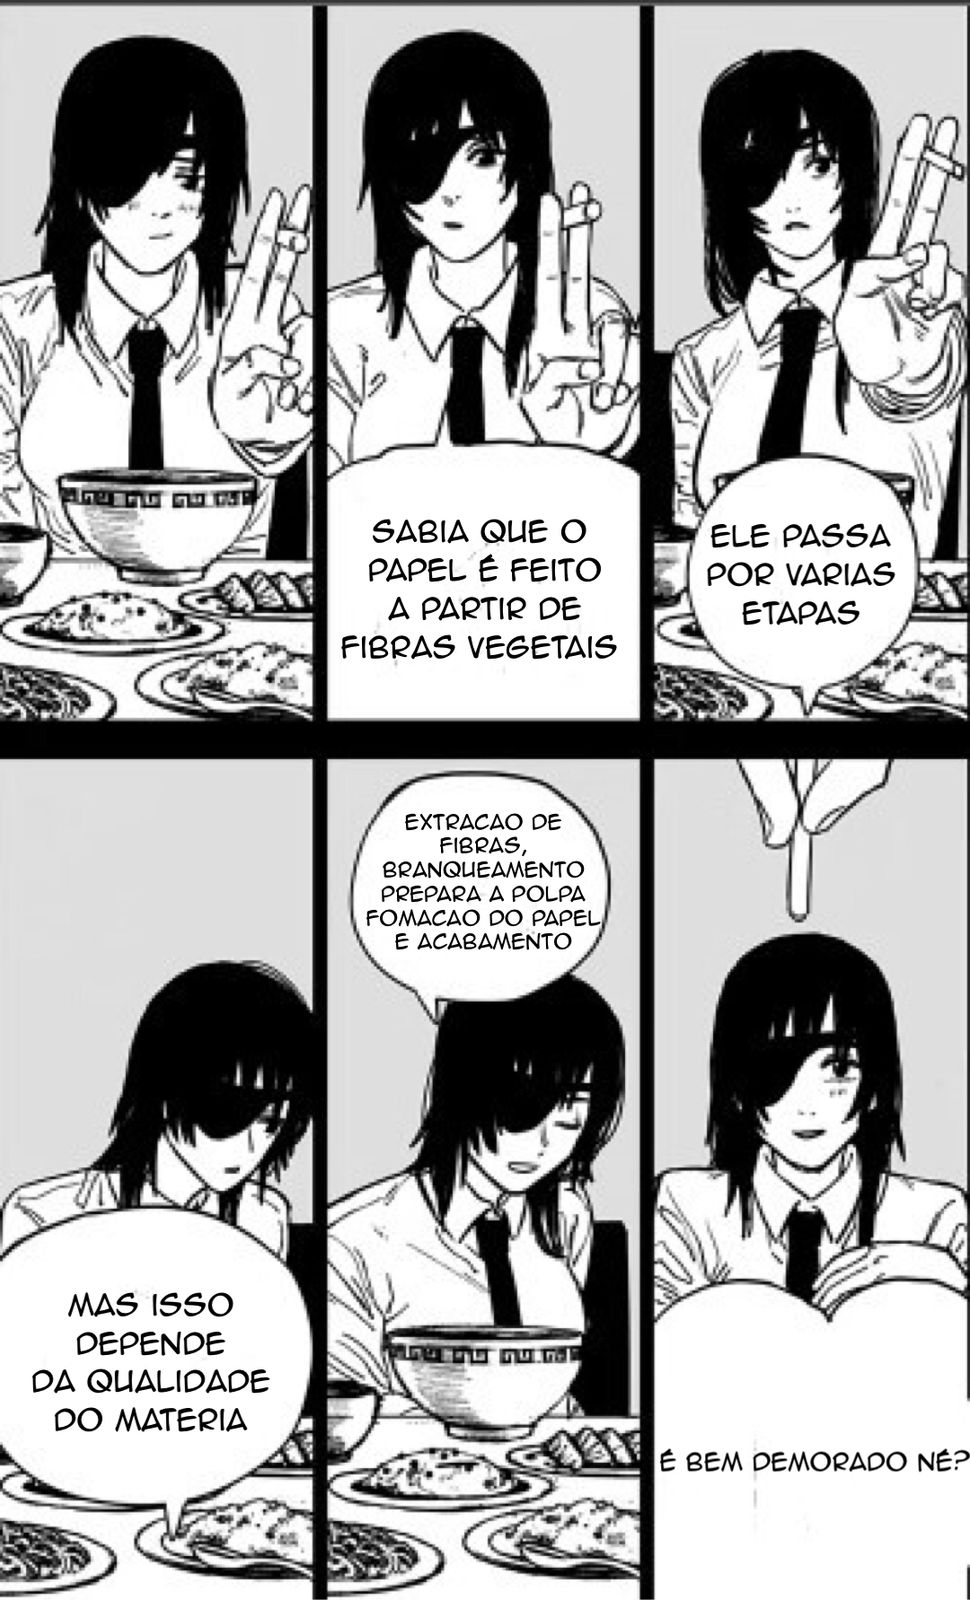 SABIA QUE O
PAPEL É FEITO
A PARTIR DE
FIBRAS VEGETAIS
ELE PASSA
POR VARIAS
ETAPAS
MAS ISSO
DEPENDE
DA QUALIDADE
DO MATERIA
EXTRACAO DE
FIBRAS,
BRANQUEAMENTO
PREPARA A POLPA
FOMACAO DO PAPEL
E ACABAMENTO
É BEM DEMORADO NÉ?